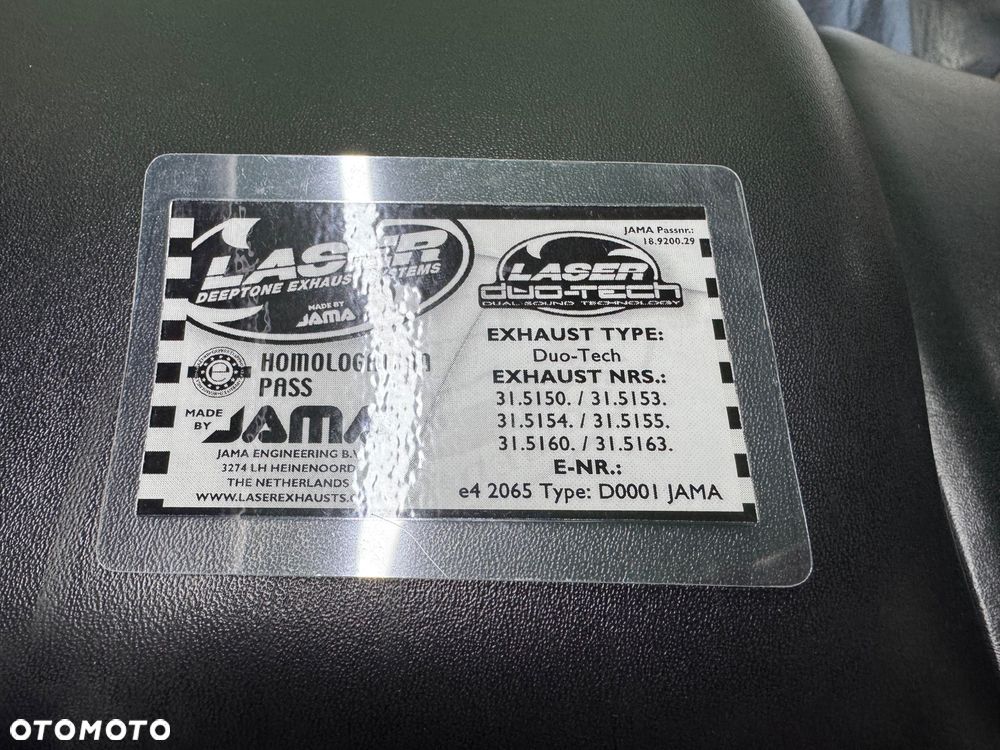 LASER
DEEPTONE EXHAUST SYSTEMS
MADE BY
JAMA
HOMOLOGATION
PASS
MADE
BY
JAMA
JAMA ENGINEERING B.V.
3274 LH HEINENOORD
THE NETHERLANDS
WWW.LASEREXHAUSTS.
JAMA Passnr.:
18.9200.29
LASER
DUO-TECH
DUAL SOUND TECHNOLOGY
EXHAUST TYPE:
Duo-Tech
EXHAUST NRS.:
31.5150. / 31.5153.
31.5154. / 31.5155.
31.5160. / 31.5163.
E-NR.:
e4 2065 Type: D0001 JAMA
OTOMOTO